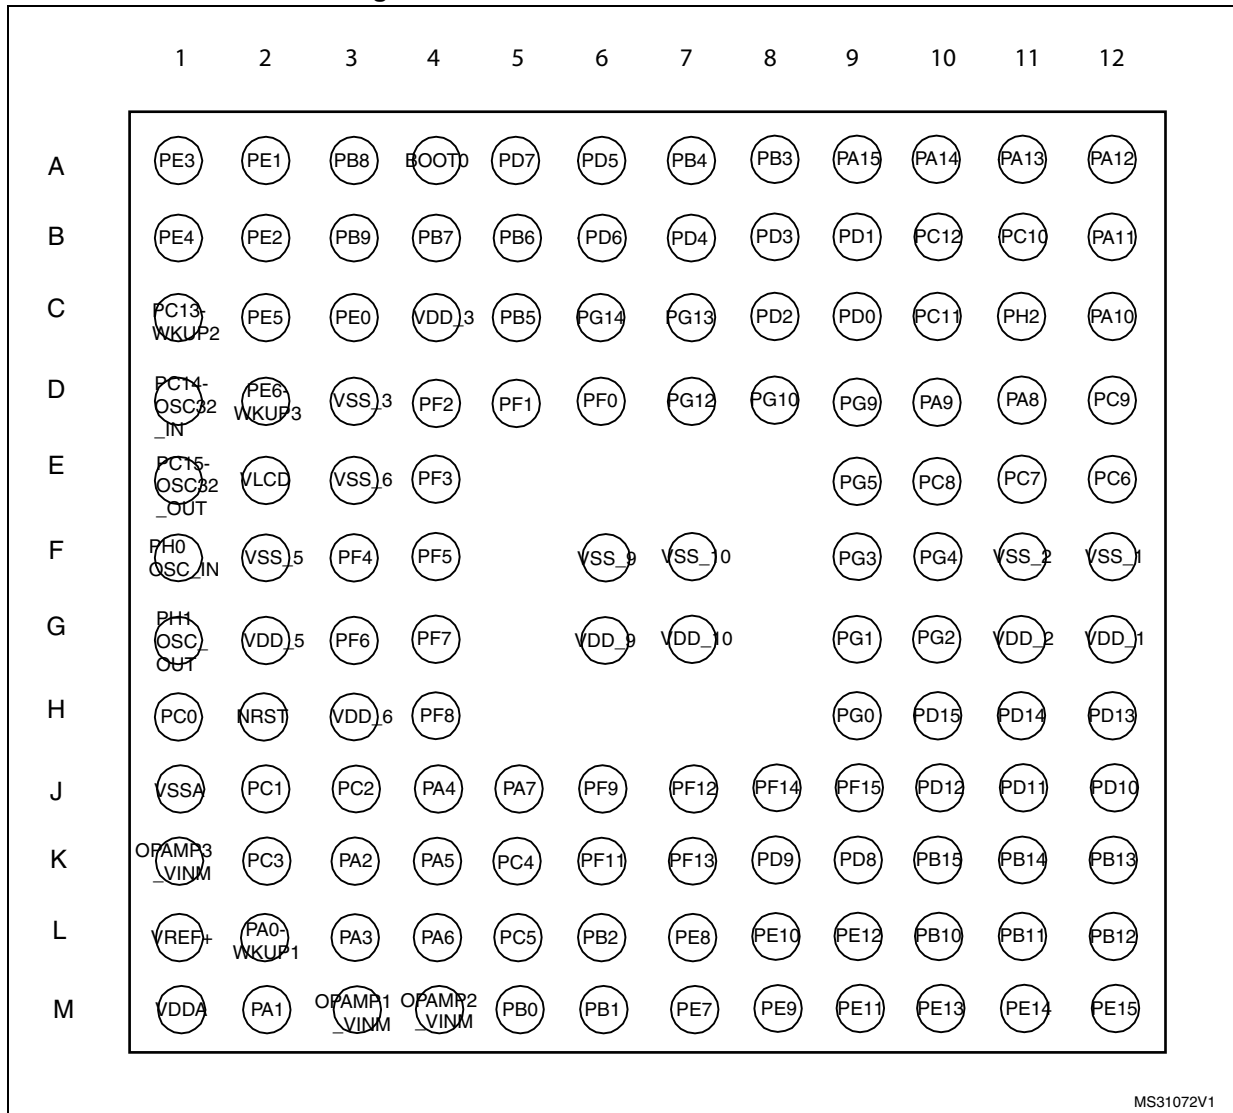 1 2 3 4 5 6 7 8 9 10 11 12
A PE3 PE1 PB8 BOOT0 PD7 PD5 PB4 PB3 PA15 PA14 PA13 PA12
B PE4 PE2 PB9 PB7 PB6 PD6 PD4 PD3 PD1 PC12 PC10 PA11
C PC13-WKUP2 PE5 PE0 VDD_3 PB5 PG14 PG13 PD2 PD0 PC11 PH2 PA10
D PC14-OSC32_IN PE6-WKUP3 VSS_3 PF2 PF1 PF0 PG12 PG10 PG9 PA9 PA8 PC9
E PC15-OSC32_OUT VLCD VSS_6 PF3 PG5 PC8 PC7 PC6
F PH0 OSC_IN VSS_5 PF4 PF5 VSS_9 VSS_10 PG3 PG4 VSS_2 VSS_1
G PH1 OSC_OUT VDD_5 PF6 PF7 VDD_9 VDD_10 PG1 PG2 VDD_2 VDD_1
H PC0 NRST VDD_6 PF8 PG0 PD15 PD14 PD13
J VSSA PC1 PC2 PA4 PA7 PF9 PF12 PF14 PF15 PD12 PD11 PD10
K OPAMP3_VINM PC3 PA2 PA5 PC4 PF11 PF13 PD9 PD8 PB15 PB14 PB13
L VREF+ PA0-WKUP1 PA3 PA6 PC5 PB2 PE8 PE10 PE12 PB10 PB11 PB12
M VDDA PA1 OPAMP1_VINM OPAMP2_VINM PB0 PB1 PE7 PE9 PE11 PE13 PE14 PE15
MS31072V1